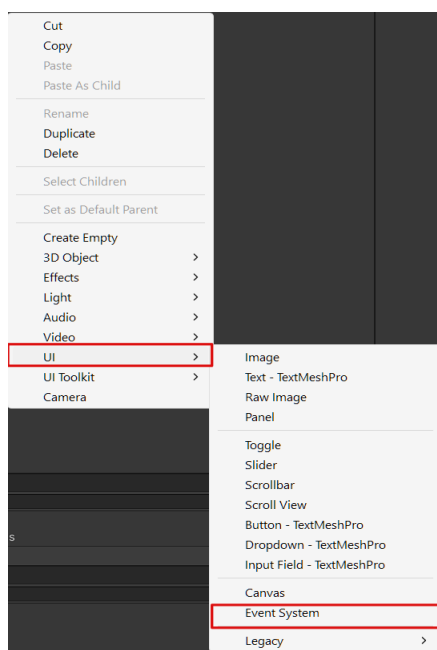 Cut
Copy
Paste
Paste As Child
Rename
Duplicate
Delete
Select Children
Set as Default Parent
Create Empty
3D Object
Effects
Light
Audio
Video
UI
UI Toolkit
Camera
Image
Text - TextMeshPro
Raw Image
Panel
Toggle
Slider
Scrollbar
Scroll View
Button - TextMeshPro
Dropdown - TextMeshPro
Input Field - TextMeshPro
Canvas
Event System
Legacy
s